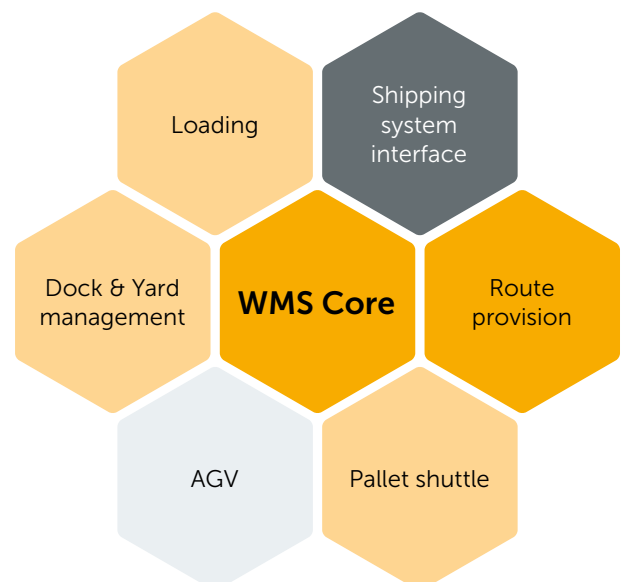 Loading
Shipping
system
interface
Dock & Yard
management
WMS Core
Route
provision
AGV
Pallet shuttle